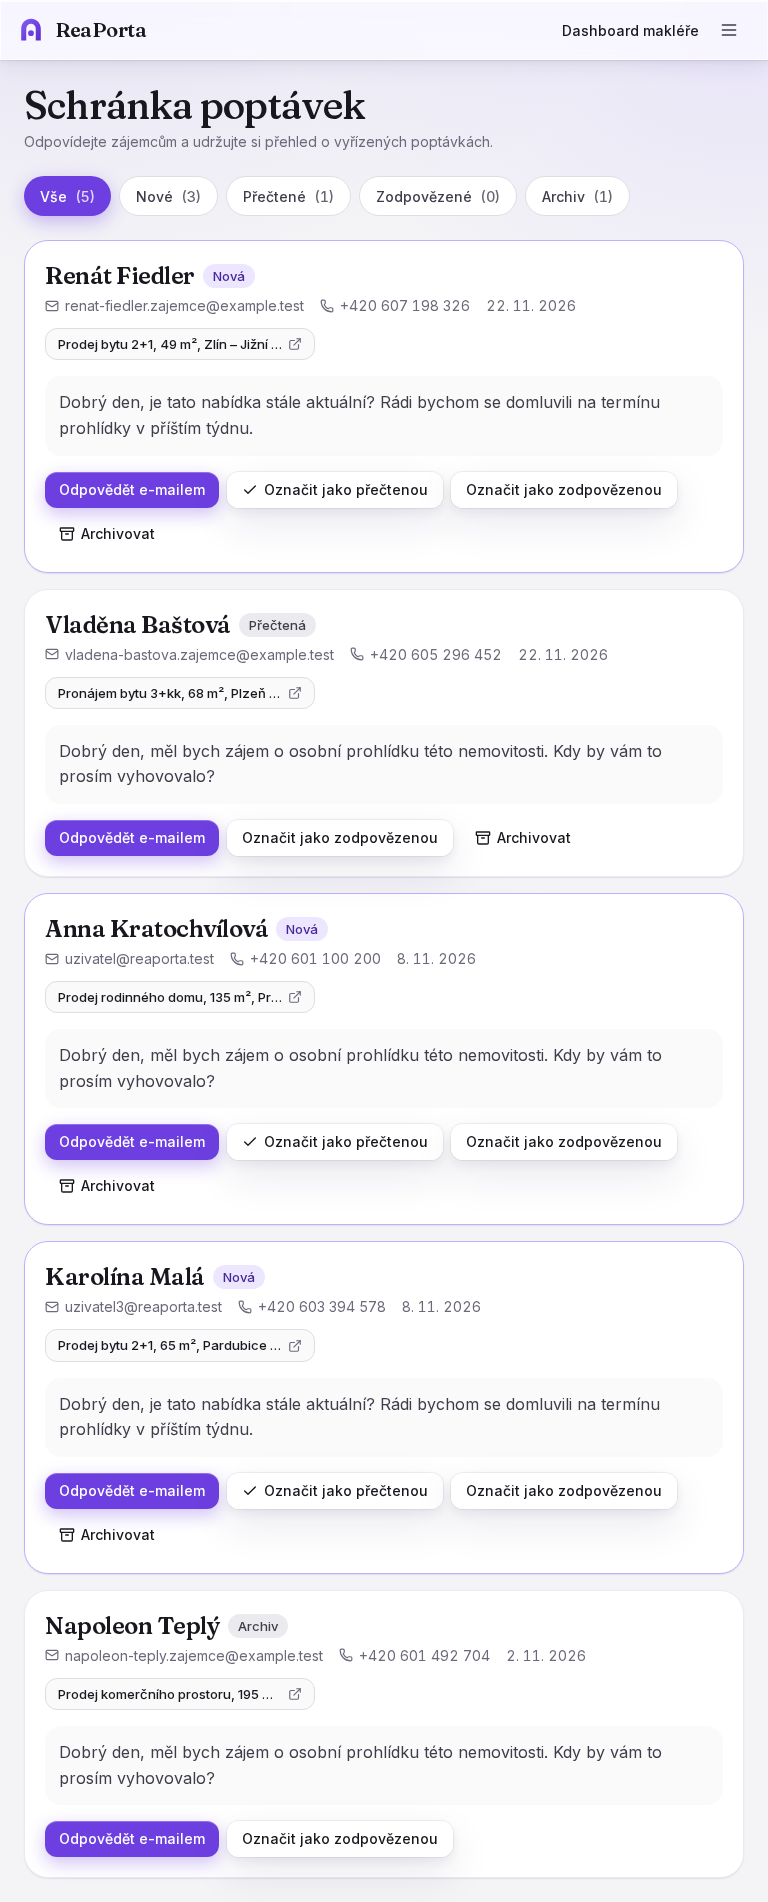 ReaPorta
Dashboard makléře
Schránka poptávek
Odpovídejte zájemcům a udržujte si přehled o vyřízených poptávkách.
Vše (5) Nové (3) Přečtené (1) Zodpovězené (0) Archiv (1)
Renát Fiedler Nová
renat-fiedler.zajemce@example.test +420 607 198 326 22. 11. 2026
Prodej bytu 2+1, 49 m², Zlín – Jižní ...
Dobrý den, je tato nabídka stále aktuální? Rádi bychom se domluvili na termínu
prohlídky v příštím týdnu.
Odpovědět e-mailem Označit jako přečtenou Označit jako zodpovězenou
Archivovat
Vladěna Baštová Přečtená
vladena-bastova.zajemce@example.test +420 605 296 452 22. 11. 2026
Pronájem bytu 3+kk, 68 m², Plzeň ...
Dobrý den, měl bych zájem o osobní prohlídku této nemovitosti. Kdy by vám to
prosím vyhovovalo?
Odpovědět e-mailem Označit jako zodpovězenou Archivovat
Anna Kratochvílová Nová
uzivatel@reaporta.test +420 601 100 200 8. 11. 2026
Prodej rodinného domu, 135 m², Pr...
Dobrý den, měl bych zájem o osobní prohlídku této nemovitosti. Kdy by vám to
prosím vyhovovalo?
Odpovědět e-mailem Označit jako přečtenou Označit jako zodpovězenou
Archivovat
Karolína Malá Nová
uzivatel3@reaporta.test +420 603 394 578 8. 11. 2026
Prodej bytu 2+1, 65 m², Pardubice ...
Dobrý den, je tato nabídka stále aktuální? Rádi bychom se domluvili na termínu
prohlídky v příštím týdnu.
Odpovědět e-mailem Označit jako přečtenou Označit jako zodpovězenou
Archivovat
Napoleon Teplý Archiv
napoleon-teply.zajemce@example.test +420 601 492 704 2. 11. 2026
Prodej komerčního prostoru, 195 ...
Dobrý den, měl bych zájem o osobní prohlídku této nemovitosti. Kdy by vám to
prosím vyhovovalo?
Odpovědět e-mailem Označit jako zodpovězenou